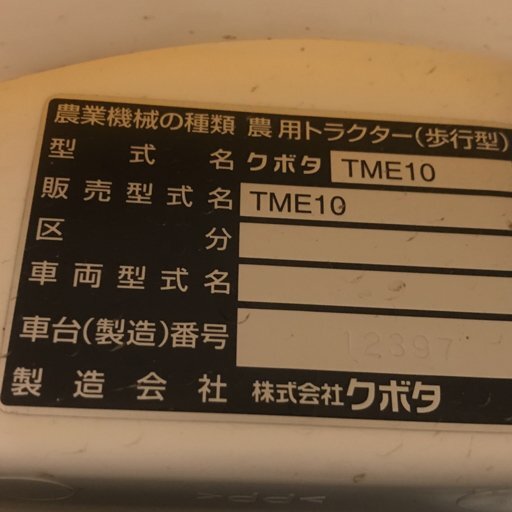 農業機械の種類 農用トラクター(歩行型)
型式名 クボタ TME10
販売型式名 TME10
区分
車両型式名
車台(製造)番号 12397
製造会社 株式会社クボタ